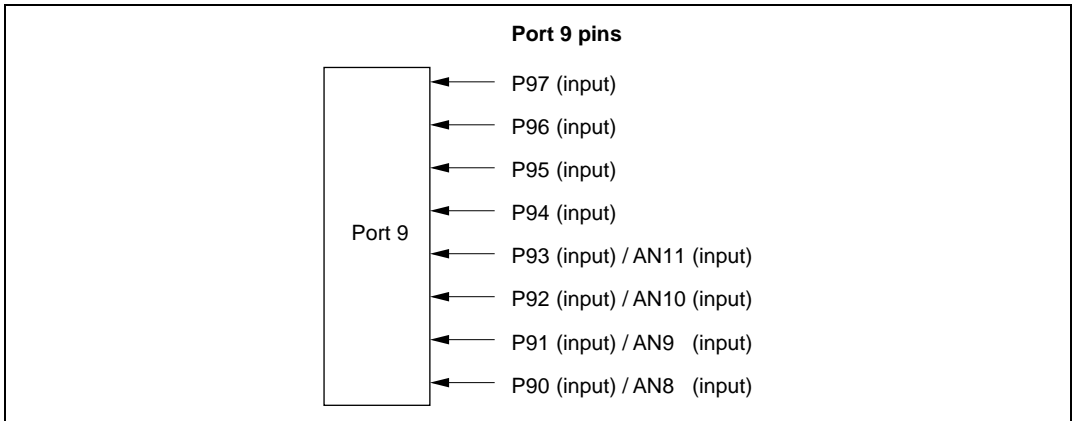 Port 9 pins
P97 (input)
P96 (input)
P95 (input)
P94 (input)
Port 9
P93 (input) / AN11 (input)
P92 (input) / AN10 (input)
P91 (input) / AN9 (input)
P90 (input) / AN8 (input)